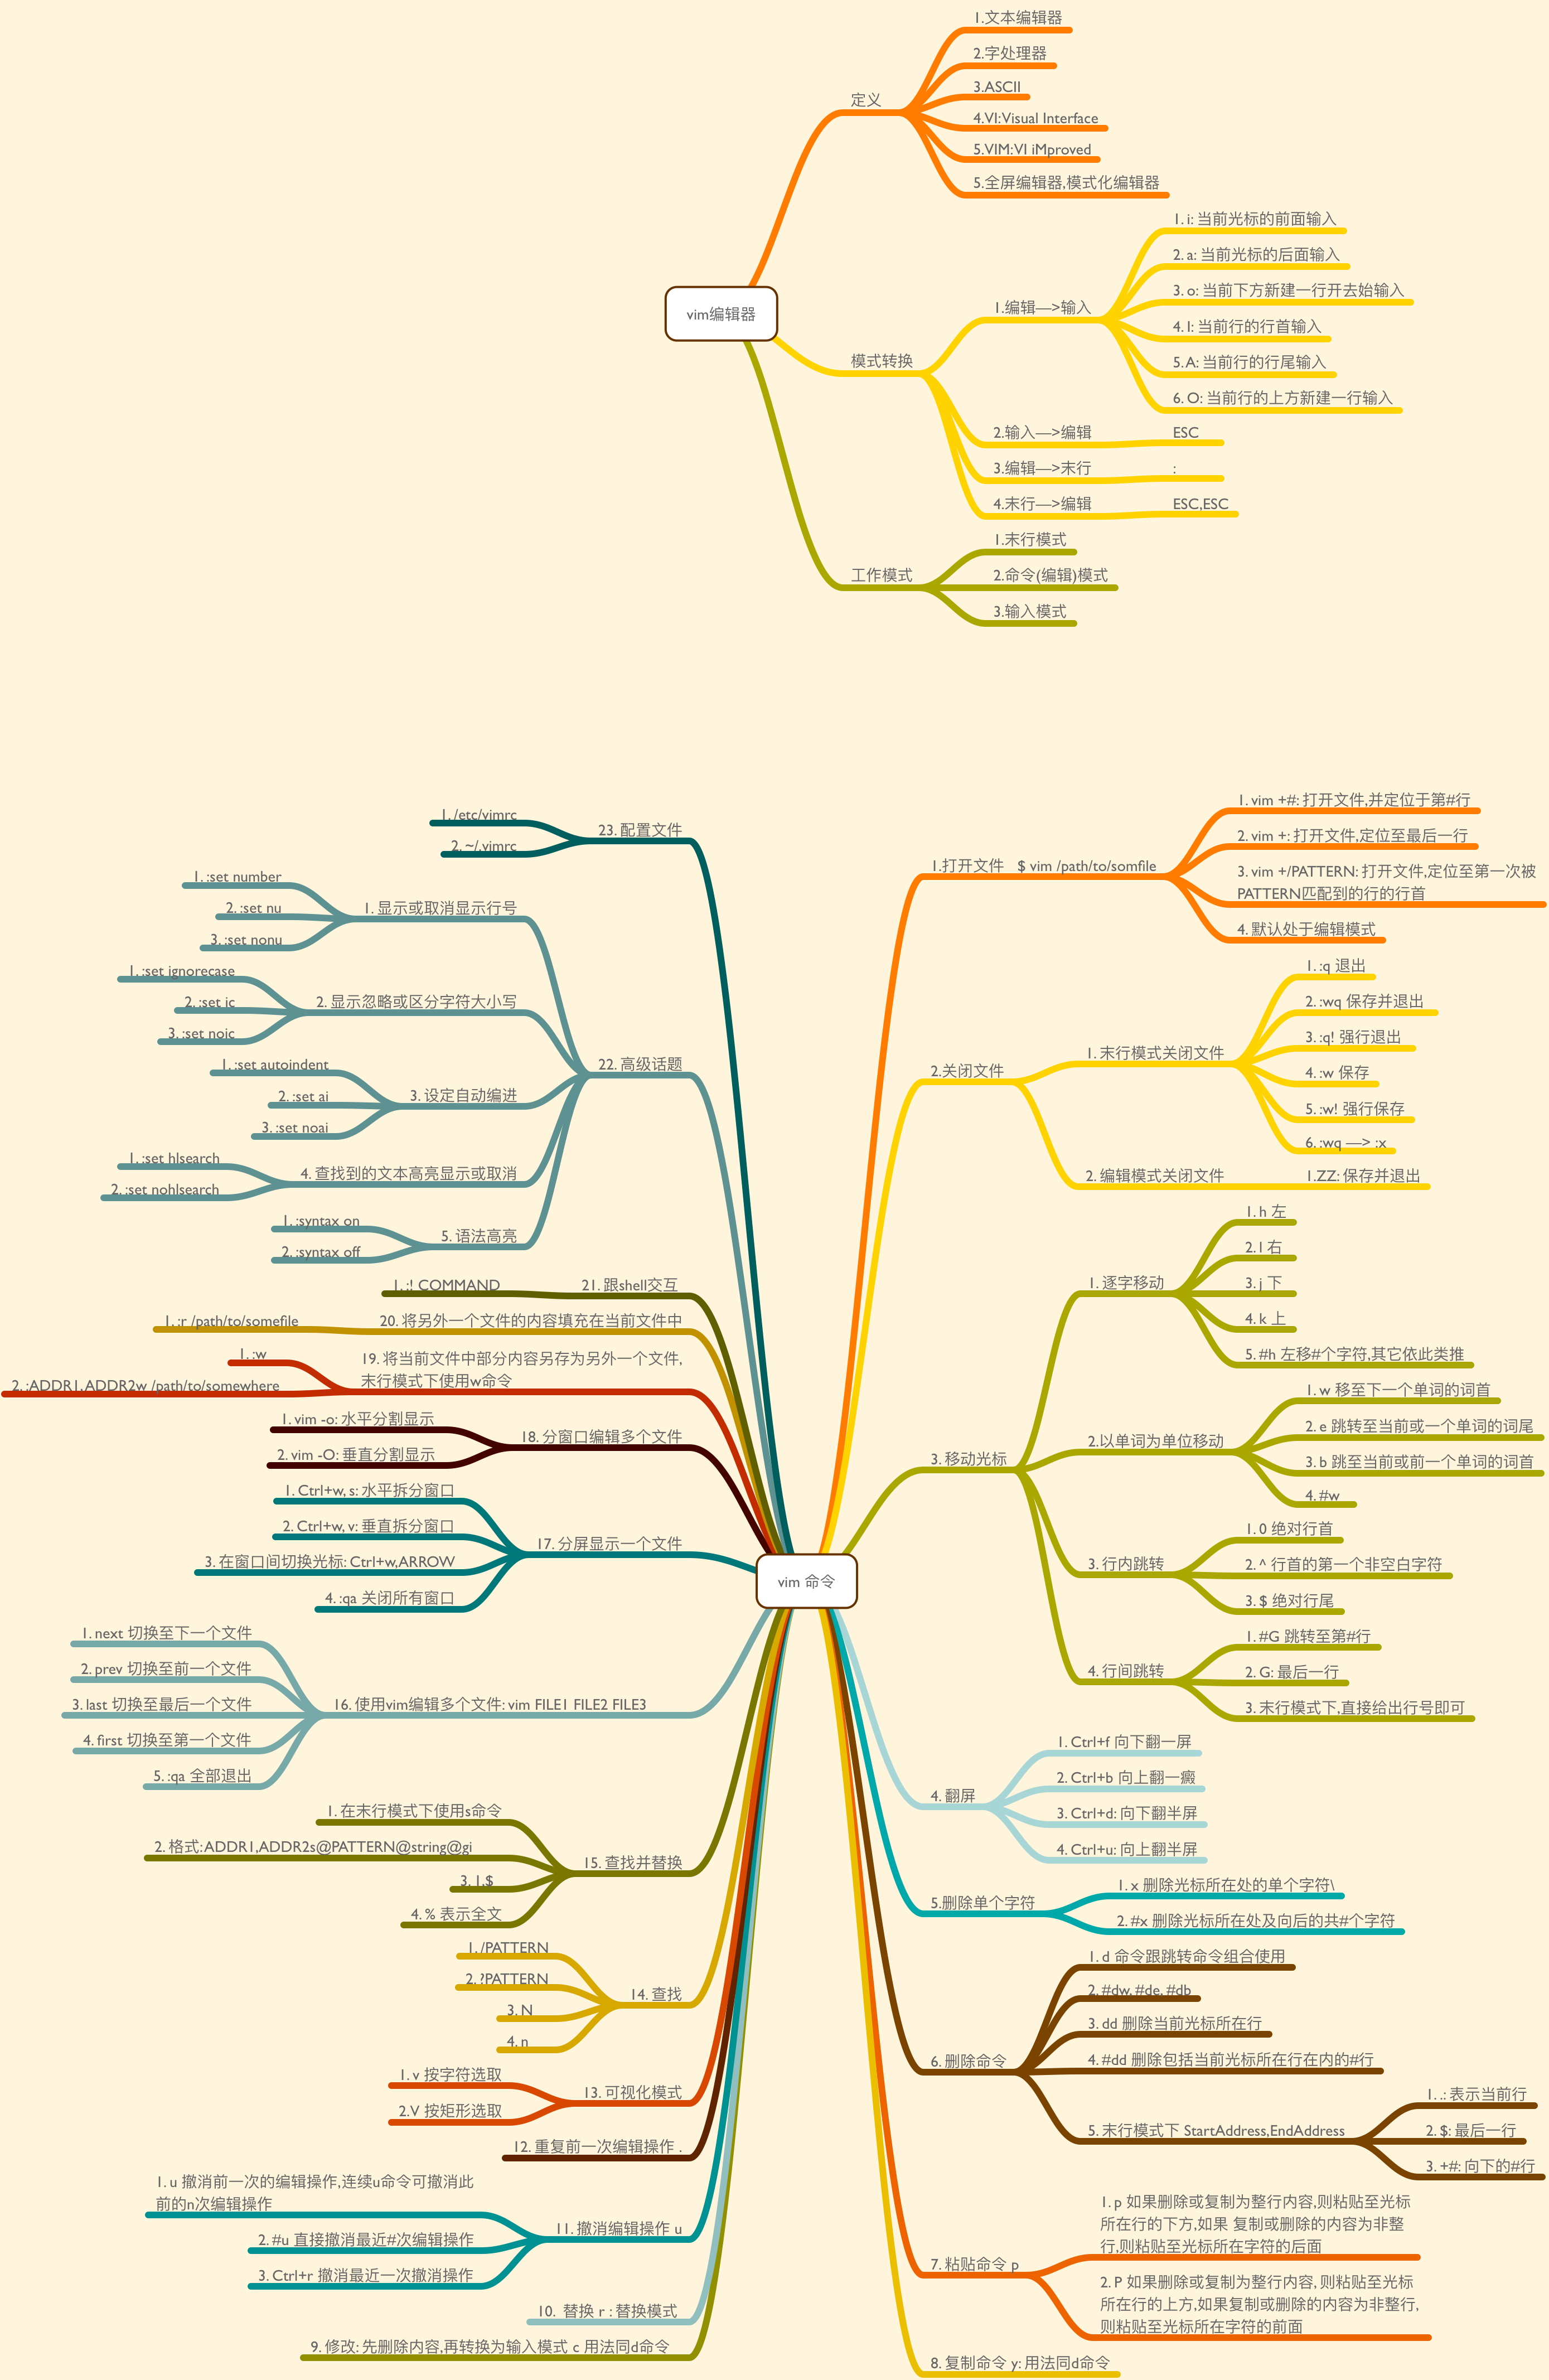 vim编辑器
定义
1.文本编辑器
2.字处理器
3.ASCII
4.VI:Visual Interface
5.VIM:VI iMproved
5.全屏编辑器,模式化编辑器
模式转换
1.编辑—>输入
1. i: 当前光标的前面输入
2. a: 当前光标的后面输入
3. o: 当前下方新建一行开去始输入
4. I: 当前行的行首输入
5. A: 当前行的行尾输入
6. O: 当前行的上方新建一行输入
2.输入—>编辑
ESC
3.编辑—>末行
:
4.末行—>编辑
ESC,ESC
工作模式
1.末行模式
2.命令(编辑)模式
3.输入模式
vim 命令
1.打开文件 $ vim /path/to/somfile
1. vim +#: 打开文件,并定位于第#行
2. vim +: 打开文件,定位至最后一行
3. vim +/PATTERN: 打开文件,定位至第一次被
PATTERN匹配到的行的行首
4. 默认处于编辑模式
2.关闭文件
1. 末行模式关闭文件
1. :q 退出
2. :wq 保存并退出
3. :q! 强行退出
4. :w 保存
5. :w! 强行保存
6. :wq —> :x
2. 编辑模式关闭文件
1.ZZ: 保存并退出
3. 移动光标
1. 逐字移动
1. h 左
2. l 右
3. j 下
4. k 上
5. #h 左移#个字符,其它依此类推
2.以单词为单位移动
1. w 移至下一个单词的词首
2. e 跳转至当前或一个单词的词尾
3. b 跳至当前或前一个单词的词首
4. #w
3. 行内跳转
1. 0 绝对行首
2. ^ 行首的第一个非空白字符
3. $ 绝对行尾
4. 行间跳转
1. #G 跳转至第#行
2. G: 最后一行
3. 末行模式下,直接给出行号即可
4. 翻屏
1. Ctrl+f 向下翻一屏
2. Ctrl+b 向上翻一癜
3. Ctrl+d: 向下翻半屏
4. Ctrl+u: 向上翻半屏
5.删除单个字符
1. x 删除光标所在处的单个字符\
2. #x 删除光标所在处及向后的共#个字符
6. 删除命令
1. d 命令跟跳转命令组合使用
2. #dw, #de, #db
3. dd 删除当前光标所在行
4. #dd 删除包括当前光标所在行在内的#行
5. 末行模式下 StartAddress,EndAddress
1. .: 表示当前行
2. $: 最后一行
3. +#: 向下的#行
7. 粘贴命令 p
1. p 如果删除或复制为整行内容,则粘贴至光标
所在行的下方,如果 复制或删除的内容为非整
行,则粘贴至光标所在字符的后面
2. P 如果删除或复制为整行内容, 则粘贴至光标
所在行的上方,如果复制或删除的内容为非整行,
则粘贴至光标所在字符的前面
8. 复制命令 y: 用法同d命令
23. 配置文件
1. /etc/vimrc
2. ~/.vimrc
22. 高级话题
1. 显示或取消显示行号
1. :set number
2. :set nu
3. :set nonu
2. 显示忽略或区分字符大小写
1. :set ignorecase
2. :set ic
3. :set noic
3. 设定自动编进
1. :set autoindent
2. :set ai
3. :set noai
4. 查找到的文本高亮显示或取消
1. :set hlsearch
2. :set nohlsearch
5. 语法高亮
1. :syntax on
2. :syntax off
21. 跟shell交互
1. :! COMMAND
20. 将另外一个文件的内容填充在当前文件中
1. :r /path/to/somefile
19. 将当前文件中部分内容另存为另外一个文件,
末行模式下使用w命令
1. :w
2. :ADDR1,ADDR2w /path/to/somewhere
18. 分窗口编辑多个文件
1. vim -o: 水平分割显示
2. vim -O: 垂直分割显示
17. 分屏显示一个文件
1. Ctrl+w, s: 水平拆分窗口
2. Ctrl+w, v: 垂直拆分窗口
3. 在窗口间切换光标: Ctrl+w,ARROW
4. :qa 关闭所有窗口
16. 使用vim编辑多个文件: vim FILE1 FILE2 FILE3
1. next 切换至下一个文件
2. prev 切换至前一个文件
3. last 切换至最后一个文件
4. first 切换至第一个文件
5. :qa 全部退出
15. 查找并替换
1. 在末行模式下使用s命令
2. 格式:ADDR1,ADDR2s@PATTERN@string@gi
3. 1,$
4. % 表示全文
14. 查找
1. /PATTERN
2. ?PATTERN
3. N
4. n
13. 可视化模式
1. v 按字符选取
2.V 按矩形选取
12. 重复前一次编辑操作 .
11. 撤消编辑操作 u
1. u 撤消前一次的编辑操作,连续u命令可撤消此
前的n次编辑操作
2. #u 直接撤消最近#次编辑操作
3. Ctrl+r 撤消最近一次撤消操作
10. 替换 r : 替换模式
9. 修改: 先删除内容,再转换为输入模式 c 用法同d命令